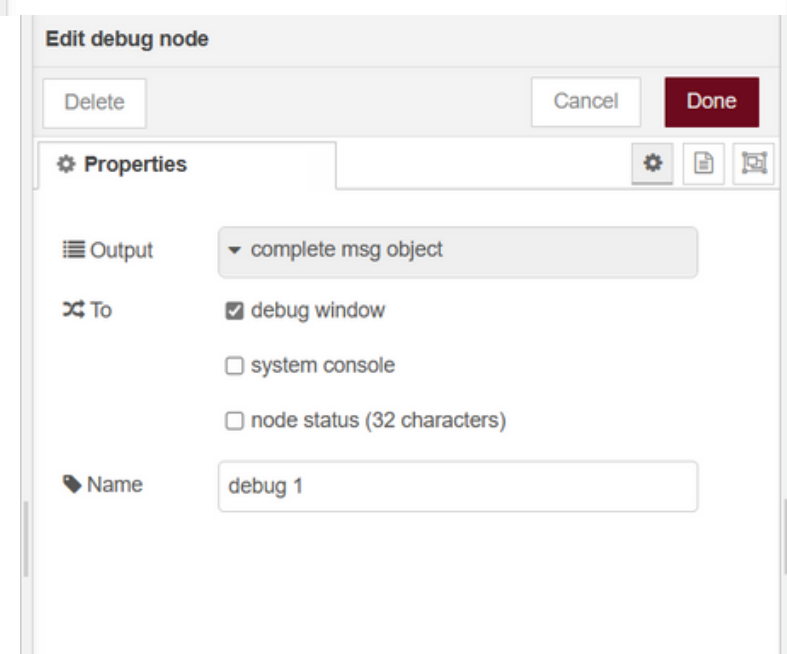 Edit debug node
Delete Cancel Done
Properties
Output complete msg object
To debug window
system console
node status (32 characters)
Name debug 1